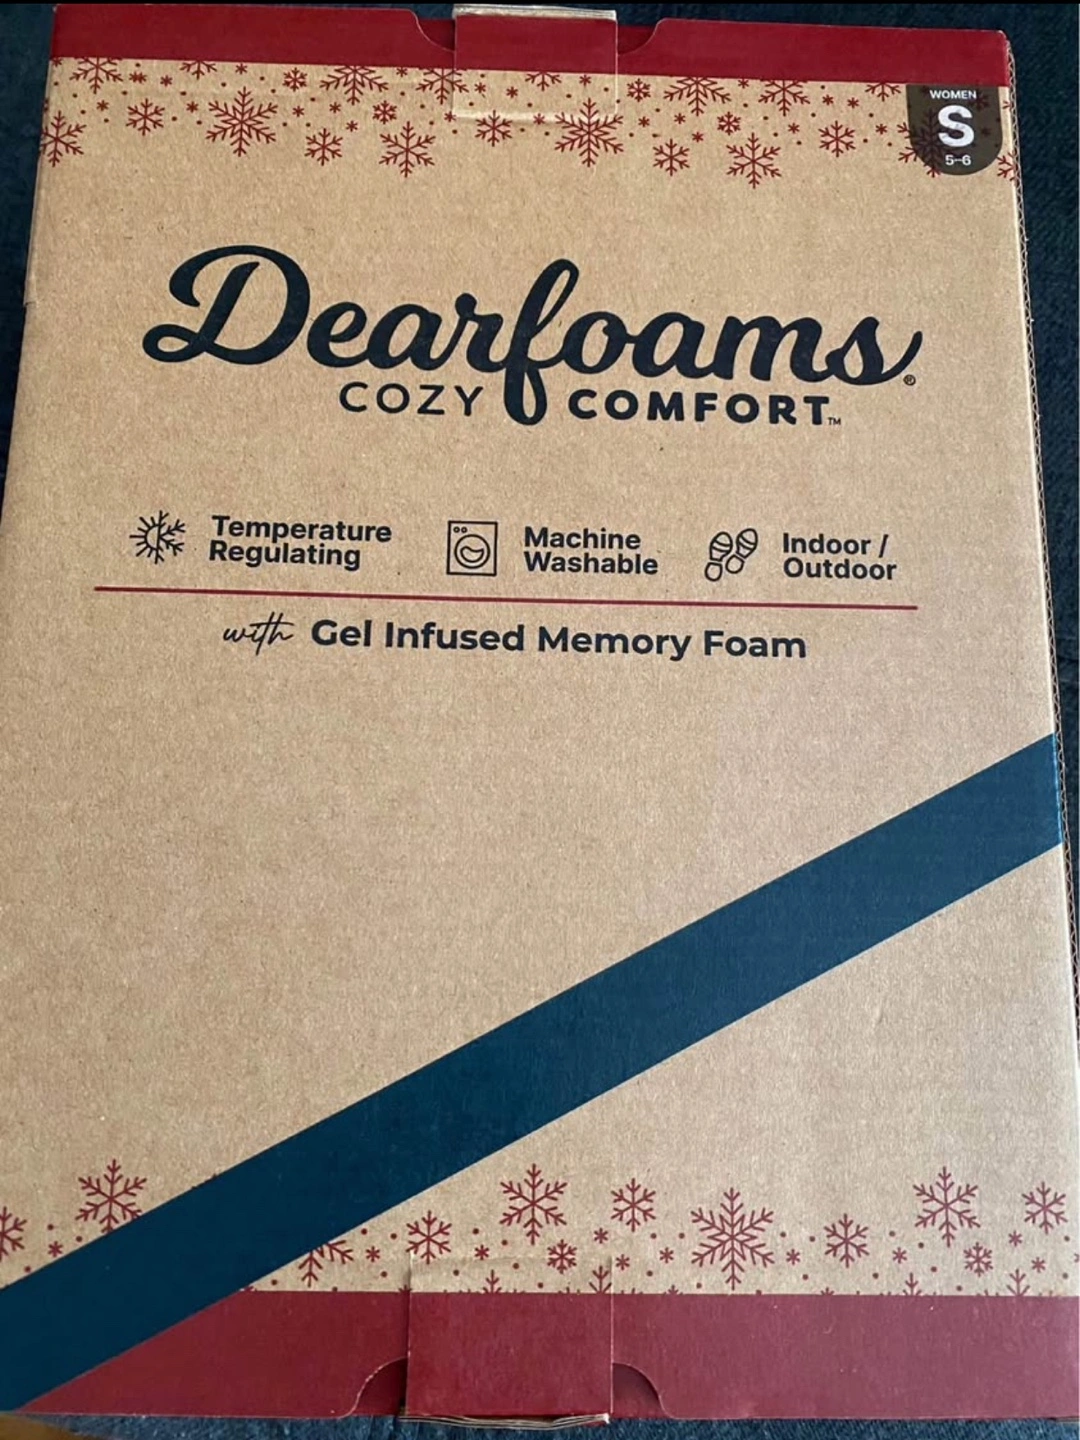 WOMEN
S
5-6
Dearfoams®
COZY COMFORT™
Temperature
Regulating
Machine
Washable
Indoor /
Outdoor
with Gel Infused Memory Foam